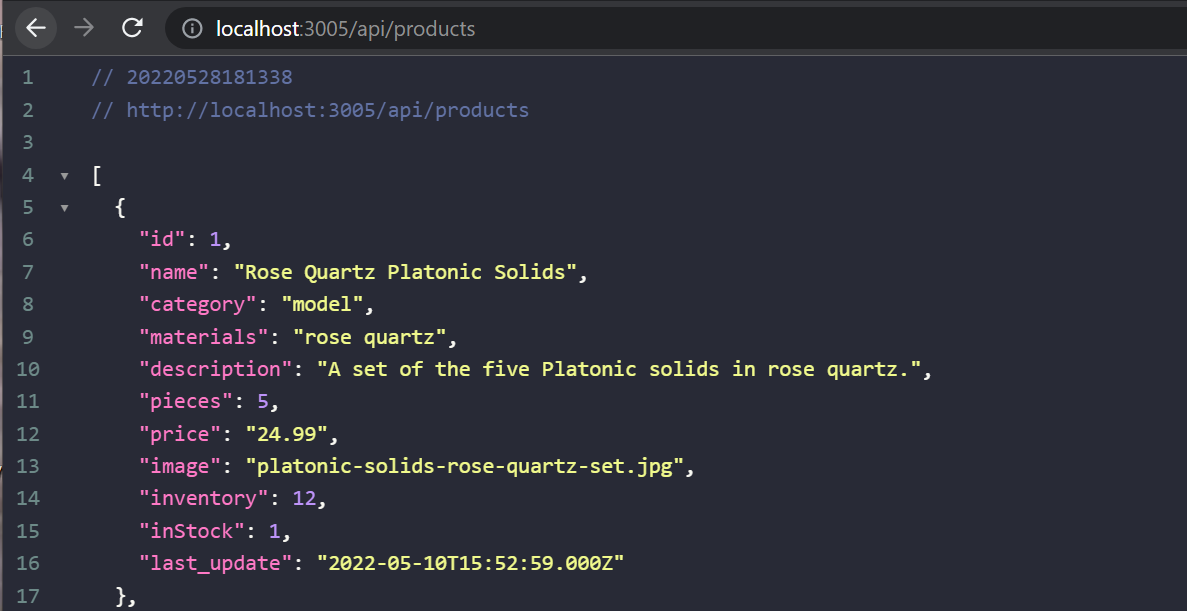 localhost:3005/api/products
1 // 20220528181338
2 // http://localhost:3005/api/products
3
4 ▾ [
5 ▾ {
6 "id": 1,
7 "name": "Rose Quartz Platonic Solids",
8 "category": "model",
9 "materials": "rose quartz",
10 "description": "A set of the five Platonic solids in rose quartz.",
11 "pieces": 5,
12 "price": "24.99",
13 "image": "platonic-solids-rose-quartz-set.jpg",
14 "inventory": 12,
15 "inStock": 1,
16 "last_update": "2022-05-10T15:52:59.000Z"
17 },